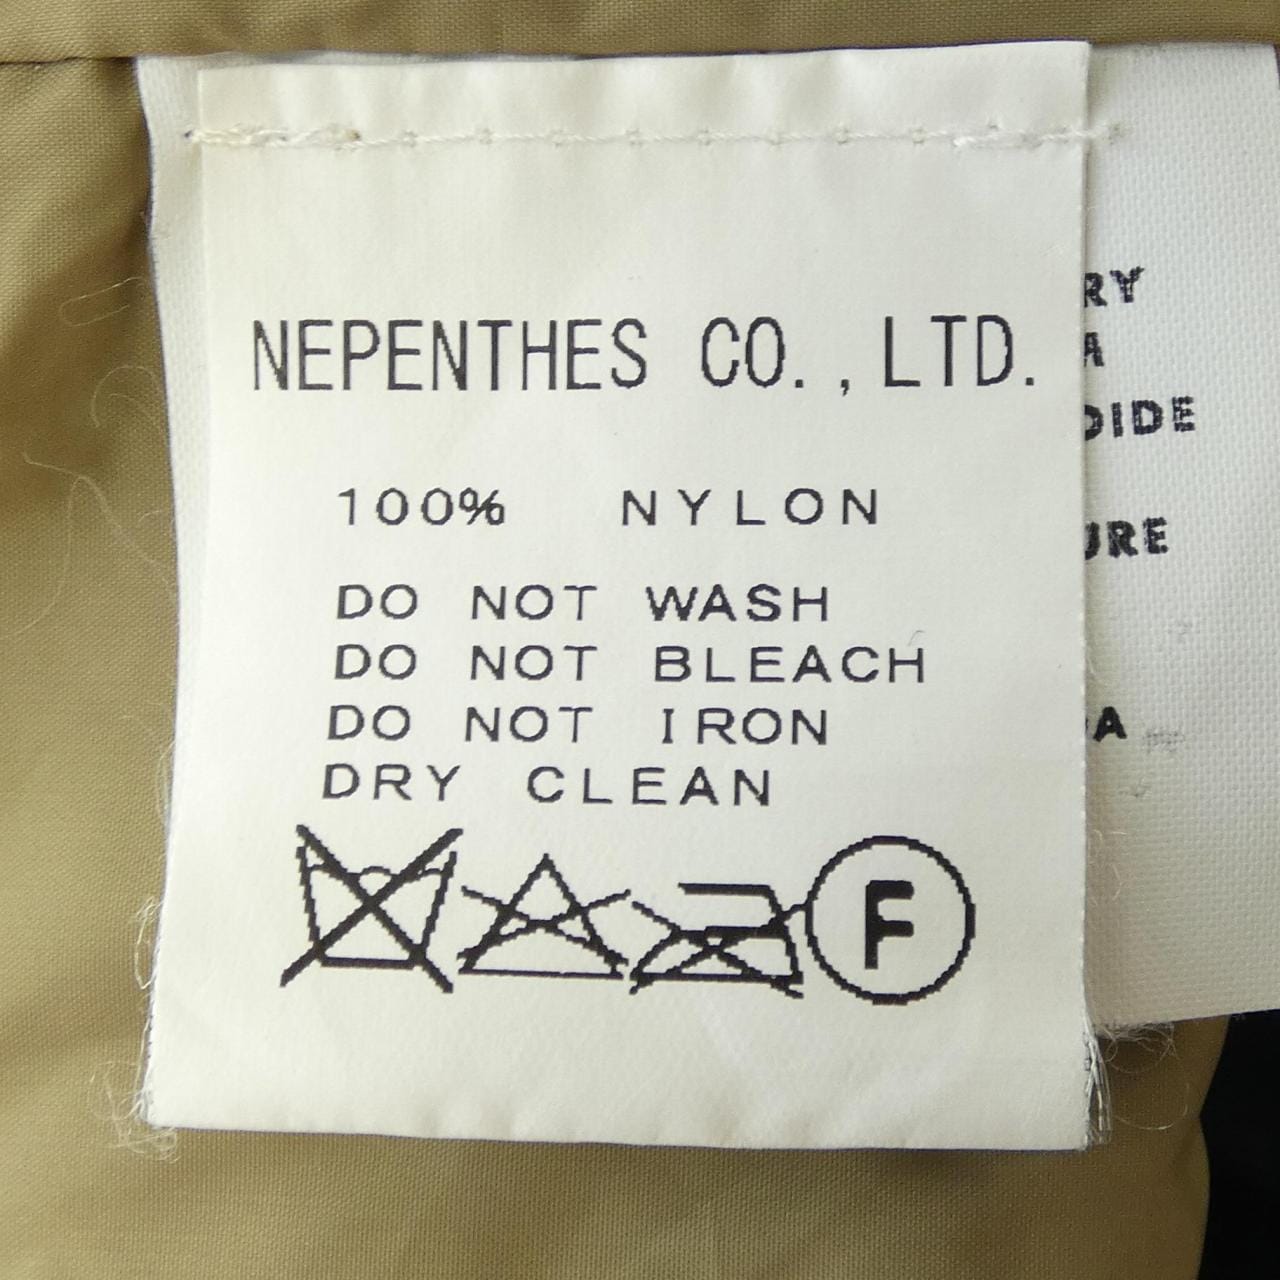 NEPENTHES CO., LTD.
100% NYLON
DO NOT WASH
DO NOT BLEACH
DO NOT IRON
DRY CLEAN
F